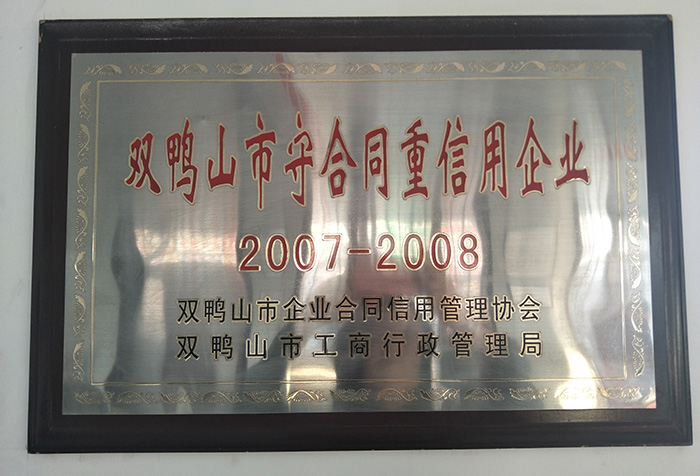 双鸭山市守合同重信用企业
2007-2008
双鸭山市企业合同信用管理协会
双鸭山市工商行政管理局